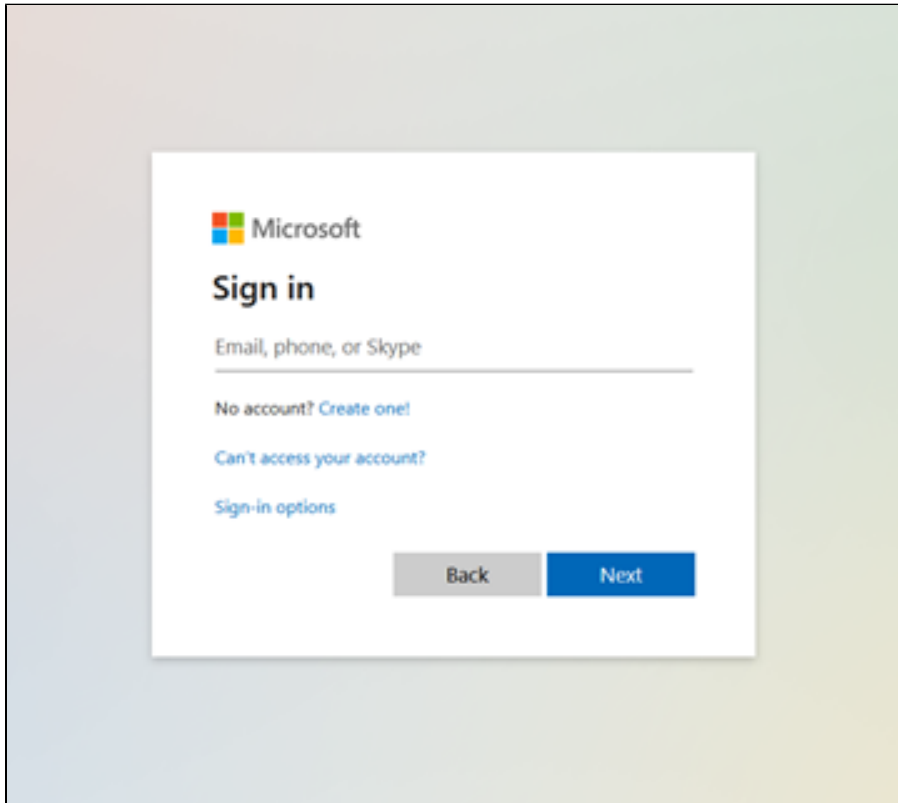 Microsoft
Sign in
Email, phone, or Skype
No account? Create one!
Can't access your account?
Sign-in options
Back
Next